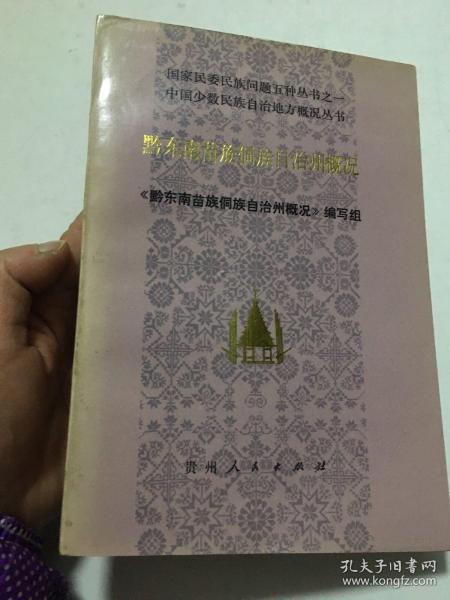 国家民委民族问题五种丛书之一
中国少数民族自治地方概况丛书
黔东南苗族侗族自治州概况
《黔东南苗族侗族自治州概况》编写组
贵州人民出版社
孔夫子旧书网
www.kongfz.com